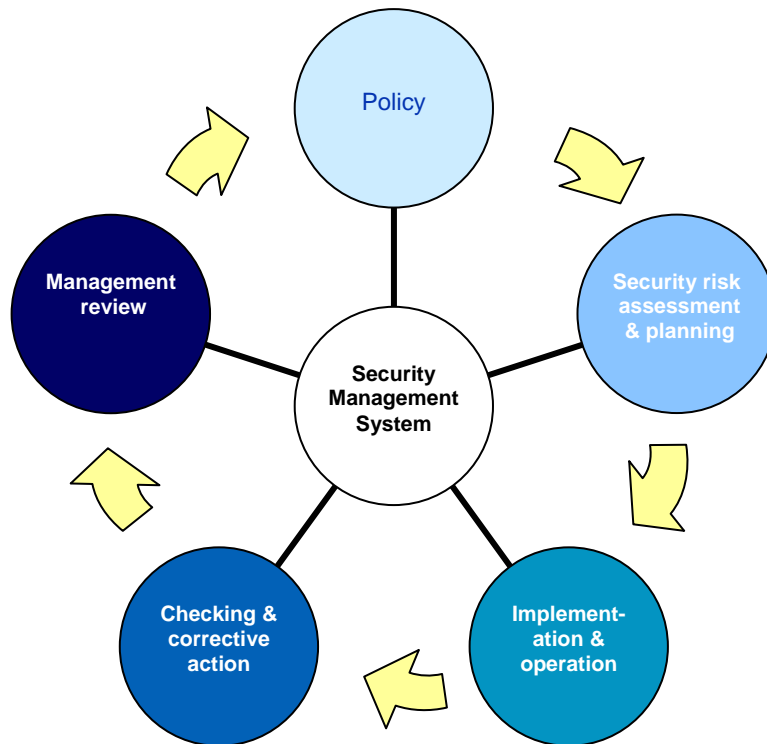 Policy
Security risk
assessment
& planning
Implement-
ation &
operation
Checking &
corrective
action
Management
review
Security
Management
System